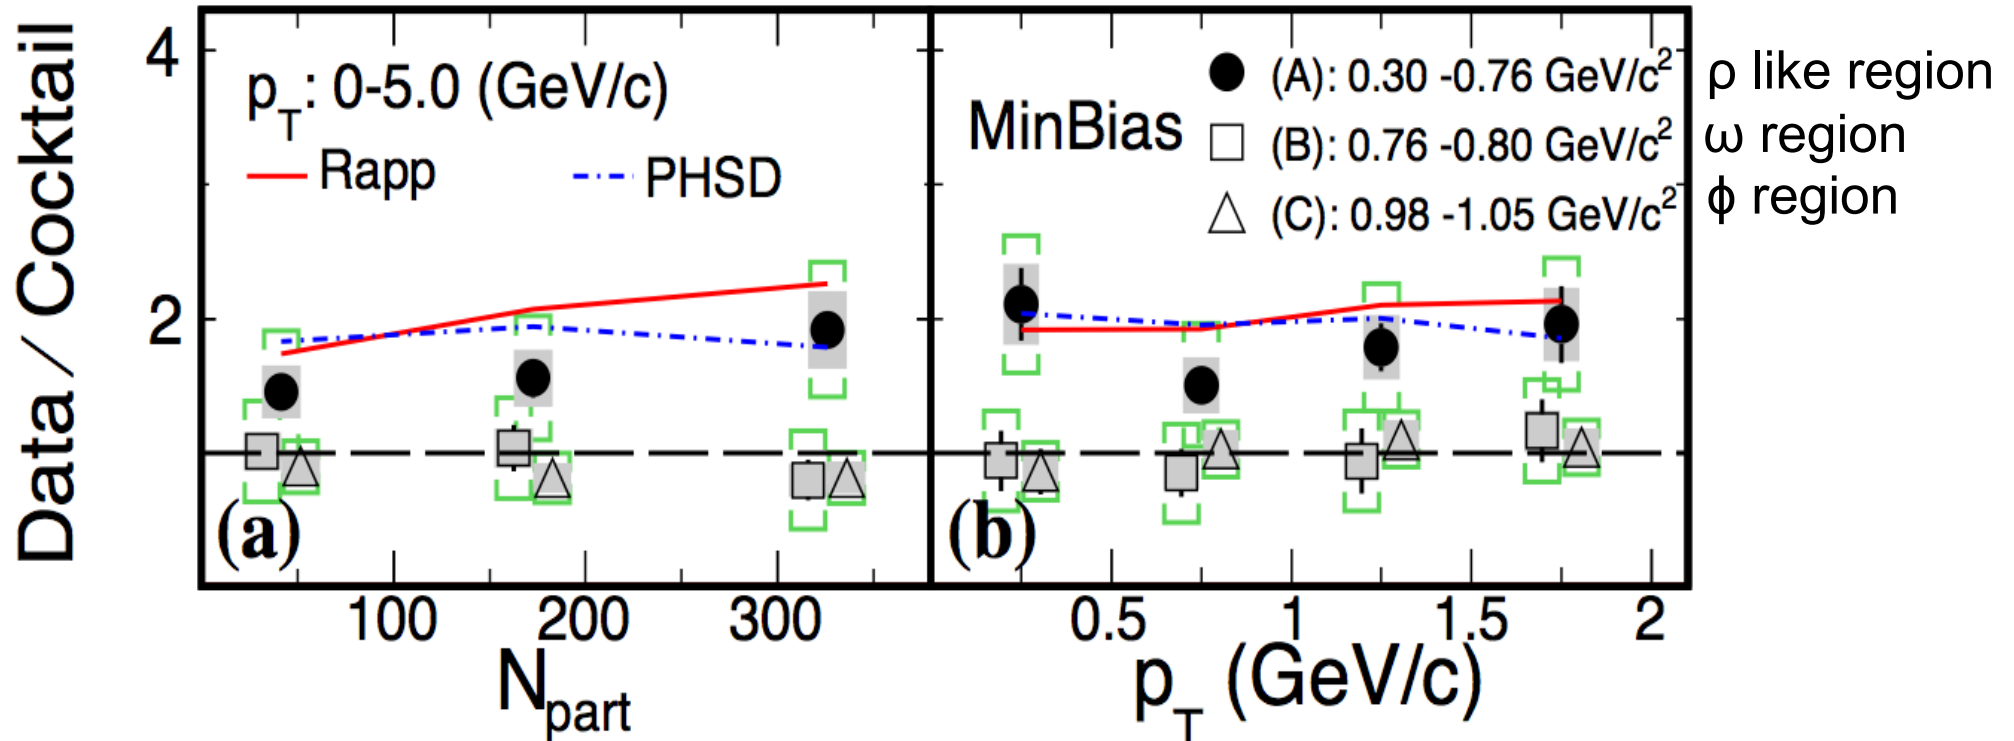 Data / Cocktail
4
2
p_T: 0-5.0 (GeV/c)
Rapp
PHSD
(a)
100 200 300
N_part
MinBias
(A): 0.30 -0.76 GeV/c²
(B): 0.76 -0.80 GeV/c²
(C): 0.98 -1.05 GeV/c²
ρ like region
ω region
ϕ region
(b)
0.5 1 1.5 2
p_T (GeV/c)